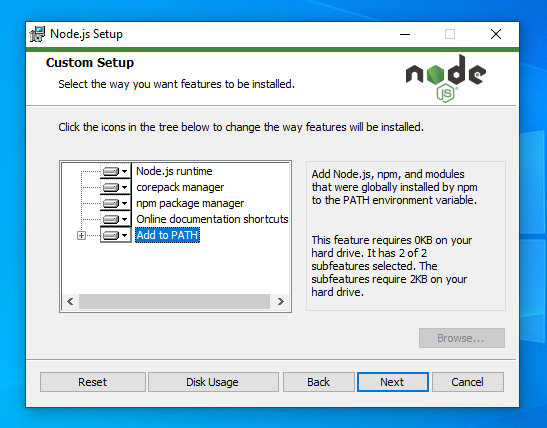 Node.js Setup
Custom Setup
Select the way you want features to be installed.
node
JS
Click the icons in the tree below to change the way features will be installed.
Node.js runtime
corepack manager
npm package manager
Online documentation shortcuts
Add to PATH
Add Node.js, npm, and modules
that were globally installed by npm
to the PATH environment variable.
This feature requires 0KB on your
hard drive. It has 2 of 2
subfeatures selected. The
subfeatures require 2KB on your
hard drive.
Browse...
Reset
Disk Usage
Back
Next
Cancel